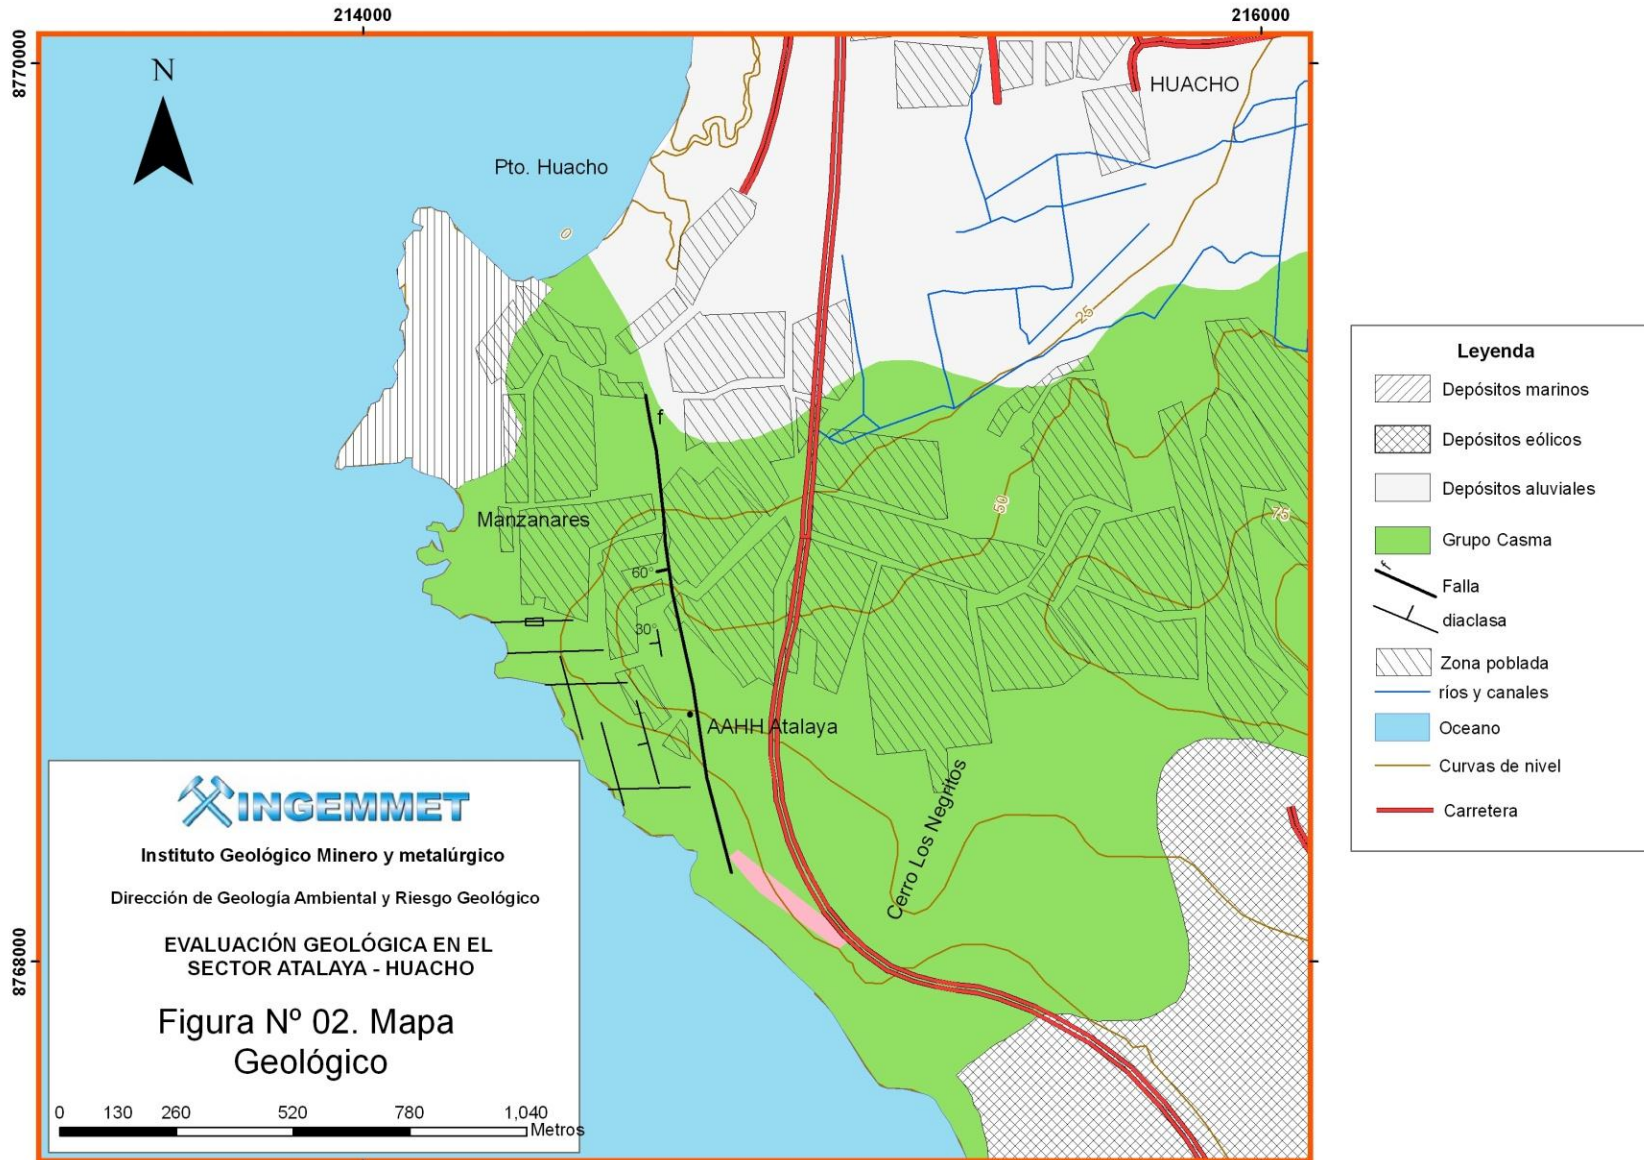 214000
216000
8770000
N
HUACHO
Pto. Huacho
0
25
f
50
75
Manzanares
60°
30°
AAHH Atalaya
Cerro Los Negritos
8768000
INGEMMET
Instituto Geológico Minero y metalúrgico
Dirección de Geología Ambiental y Riesgo Geológico
EVALUACIÓN GEOLÓGICA EN EL
SECTOR ATALAYA - HUACHO
Figura Nº 02. Mapa
Geológico
0 130 260 520 780 1,040
Metros
Leyenda
Depósitos marinos
Depósitos eólicos
Depósitos aluviales
Grupo Casma
f
Falla
diaclasa
Zona poblada
ríos y canales
Oceano
Curvas de nivel
Carretera